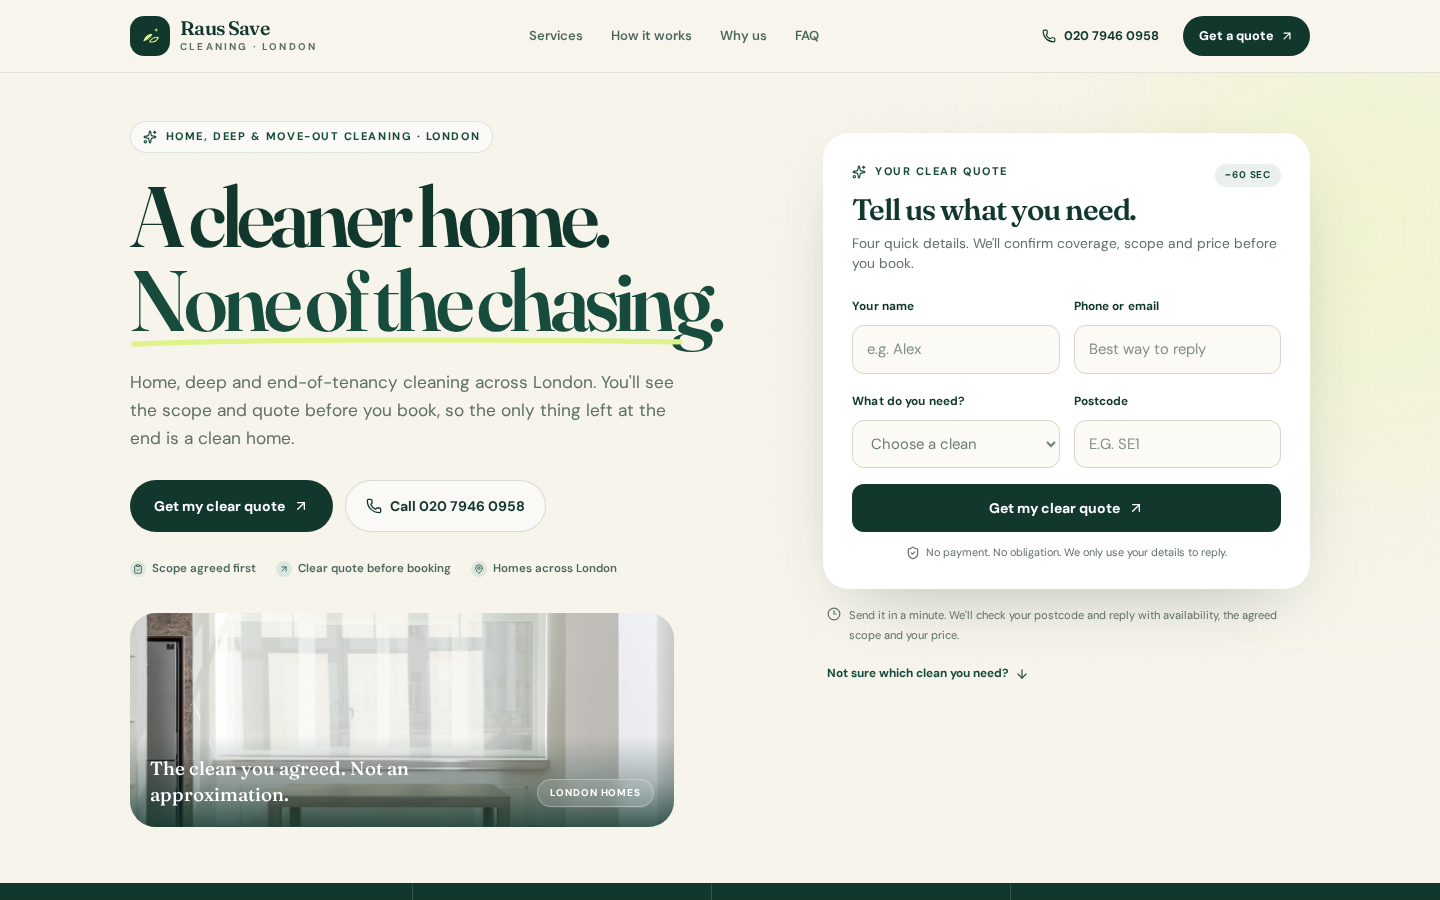 Raus Save
CLEANING · LONDON
Services
How it works
Why us
FAQ
020 7946 0958
Get a quote
HOME, DEEP & MOVE-OUT CLEANING · LONDON
A cleaner home.
None of the chasing.
Home, deep and end-of-tenancy cleaning across London. You'll see
the scope and quote before you book, so the only thing left at the
end is a clean home.
Get my clear quote
Call 020 7946 0958
Scope agreed first
Clear quote before booking
Homes across London
The clean you agreed. Not an
approximation.
LONDON HOMES
YOUR CLEAR QUOTE
~60 SEC
Tell us what you need.
Four quick details. We'll confirm coverage, scope and price before
you book.
Your name
Phone or email
e.g. Alex
Best way to reply
What do you need?
Postcode
Choose a clean
E.G. SE1
Get my clear quote
No payment. No obligation. We only use your details to reply.
Send it in a minute. We'll check your postcode and reply with availability, the agreed
scope and your price.
Not sure which clean you need?